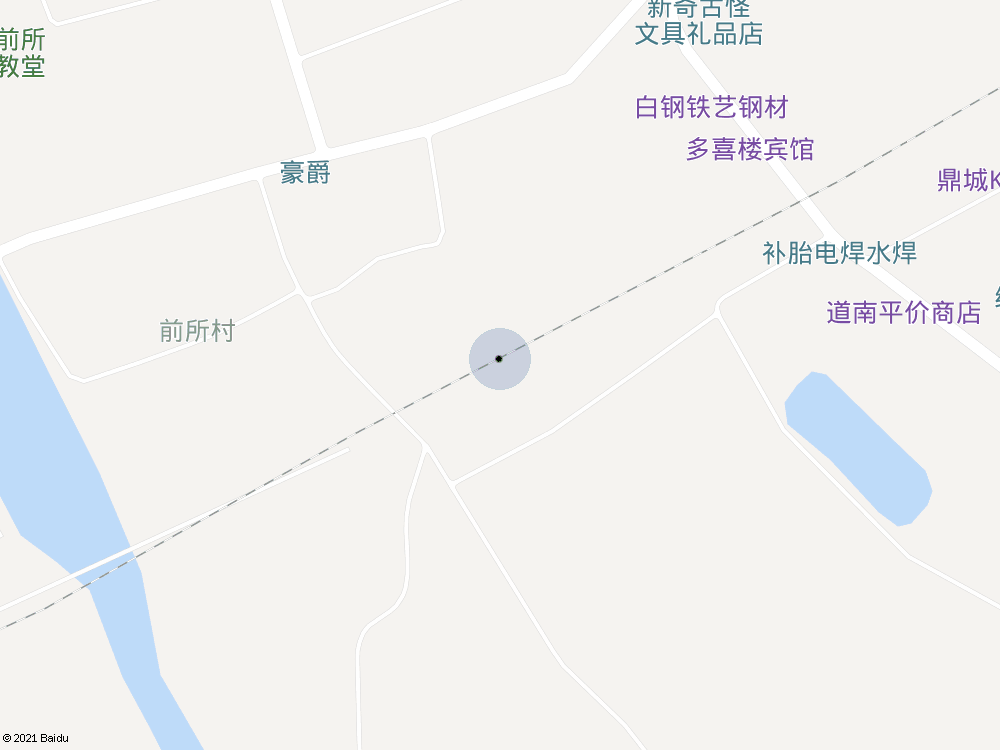 新奇古怪
文具礼品店
前所
教堂
白钢铁艺钢材
多喜楼宾馆
豪爵
鼎城K
补胎电焊水焊
道南平价商店
前所村
© 2021 Baidu